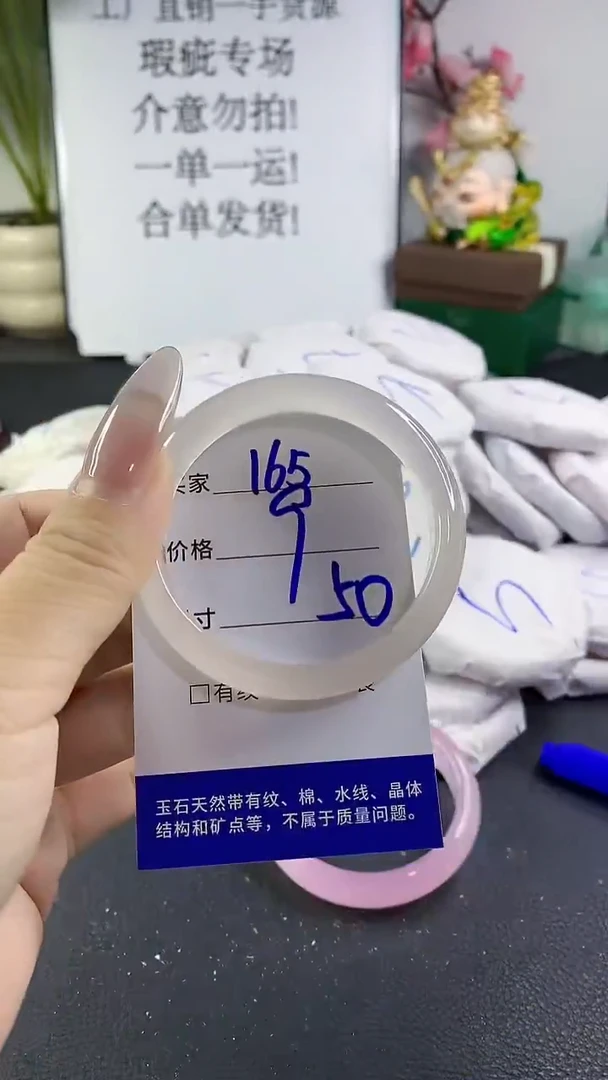 工厂直销一手货源
瑕疵专场
介意勿拍!
一单一运!
合单发货!
家 165
价格 9
寸 50
□有纹
玉石天然带有纹、棉、水线、晶体
结构和矿点等，不属于质量问题。